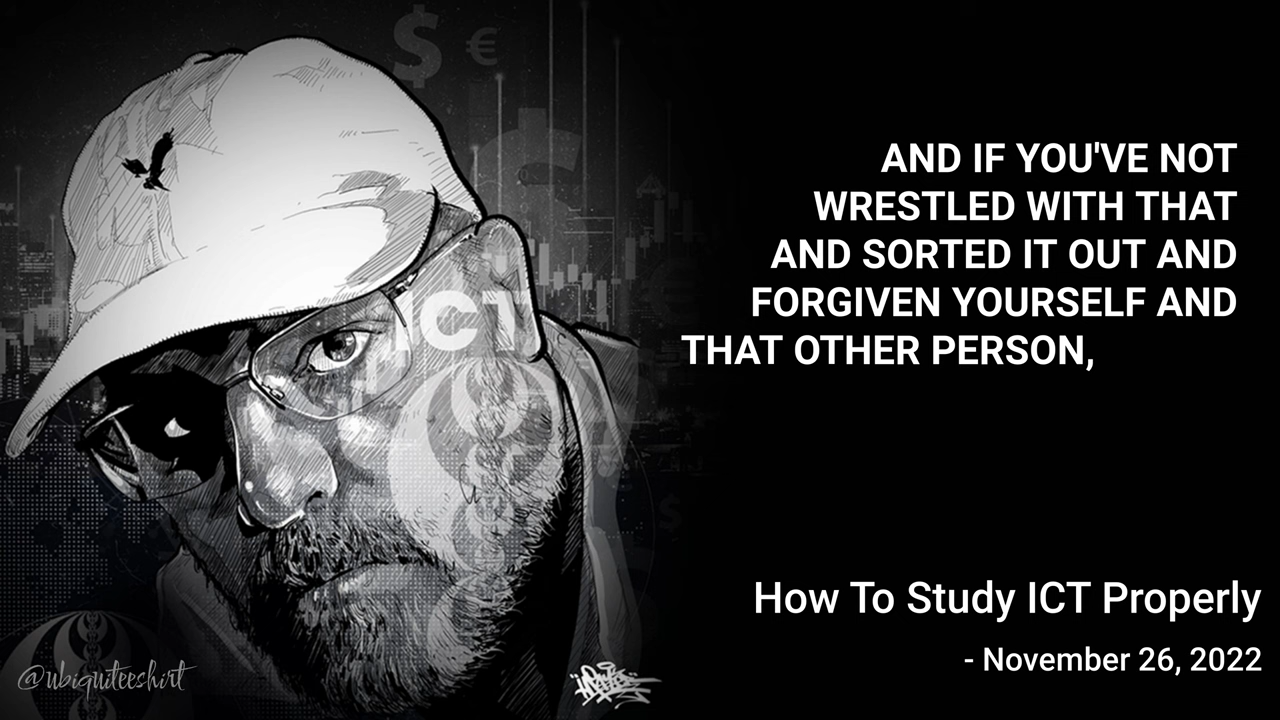 $ €
ICT
AND IF YOU'VE NOT
WRESTLED WITH THAT
AND SORTED IT OUT AND
FORGIVEN YOURSELF AND
THAT OTHER PERSON,
How To Study ICT Properly
- November 26, 2022
@ubiquiteeshirt